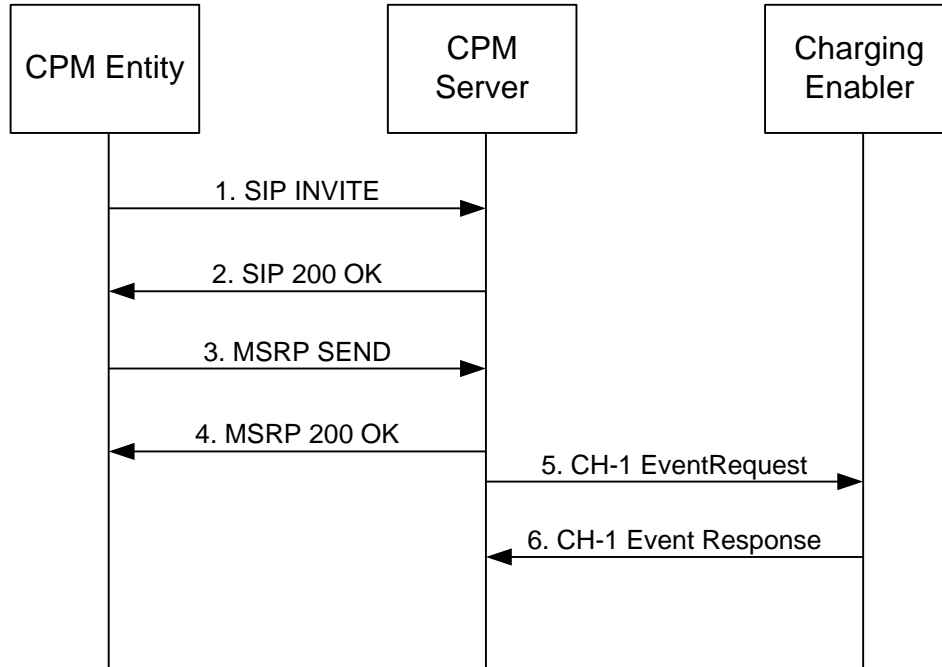 CPM Entity
CPM
Server
Charging
Enabler
1. SIP INVITE
2. SIP 200 OK
3. MSRP SEND
4. MSRP 200 OK
5. CH-1 EventRequest
6. CH-1 Event Response